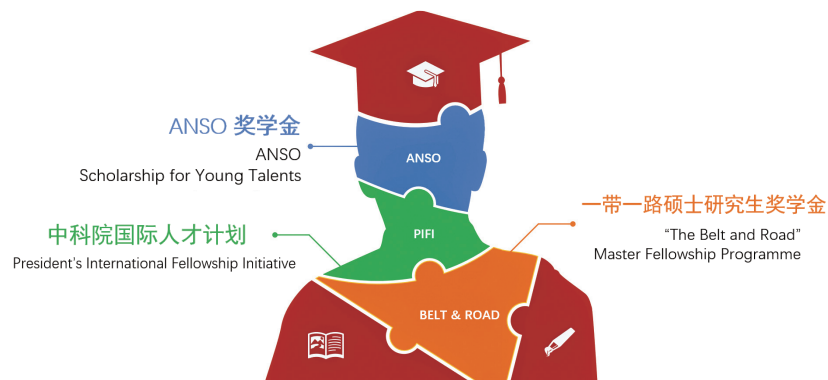 ANSO 奖学金
ANSO
Scholarship for Young Talents
ANSO
中科院国际人才计划
President's International Fellowship Initiative
PIFI
一带一路硕士研究生奖学金
“The Belt and Road”
Master Fellowship Programme
BELT & ROAD